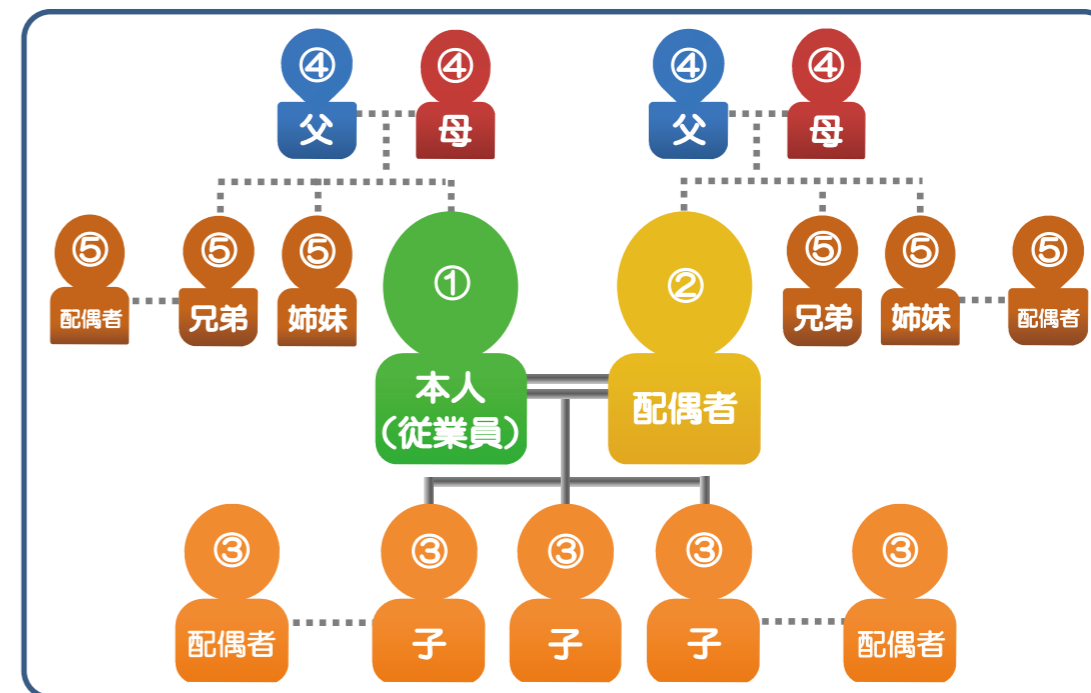 ④ ④ ④ ④
父 母 父 母
⑤ ⑤ ⑤ ① ② ⑤ ⑤ ⑤
配偶者 兄弟 姉妹 兄弟 姉妹 配偶者
本人
（従業員）
配偶者
③ ③ ③ ③ ③
配偶者 子 子 子 配偶者